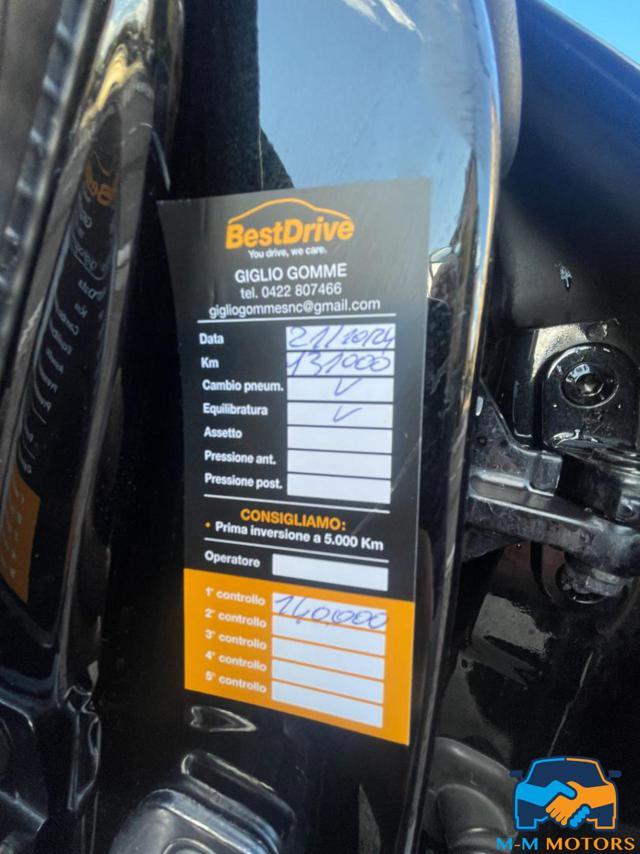 BestDrive
You drive, we care.
GIGLIO GOMME
tel. 0422 807466
gigliogommesnc@gmail.com
Data 21/10/24
Km 131000
Cambio pneum. ✓
Equilibratura ✓
Assetto
Pressione ant.
Pressione post.
CONSIGLIAMO:
• Prima inversione a 5.000 Km
Operatore
1° controllo 140.000
2° controllo
3° controllo
4° controllo
5° controllo
M-M MOTORS